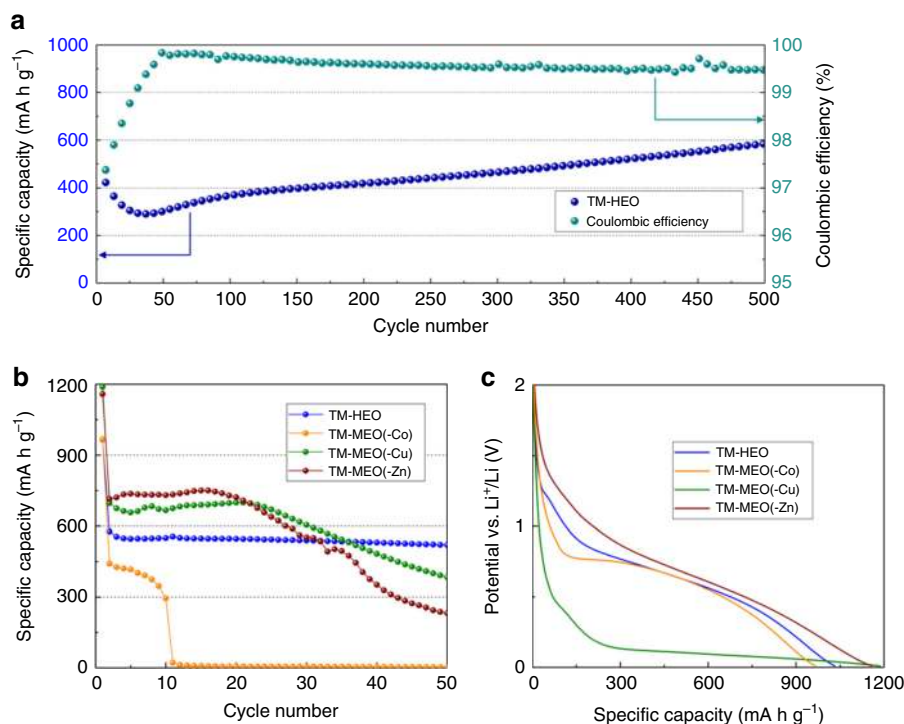 a
1000
800
600
400
200
0
Specific capacity (mA h g⁻¹)
100
99
98
97
96
95
Coulombic efficiency (%)
TM-HEO
Coulombic efficiency
0 50 100 150 200 250 300 350 400 450 500
Cycle number
b
1200
900
600
300
0
Specific capacity (mA h g⁻¹)
TM-HEO
TM-MEO(-Co)
TM-MEO(-Cu)
TM-MEO(-Zn)
0 10 20 30 40 50
Cycle number
c
2
1
0
Potential vs. Li⁺/Li (V)
TM-HEO
TM-MEO(-Co)
TM-MEO(-Cu)
TM-MEO(-Zn)
0 300 600 900 1200
Specific capacity (mA h g⁻¹)